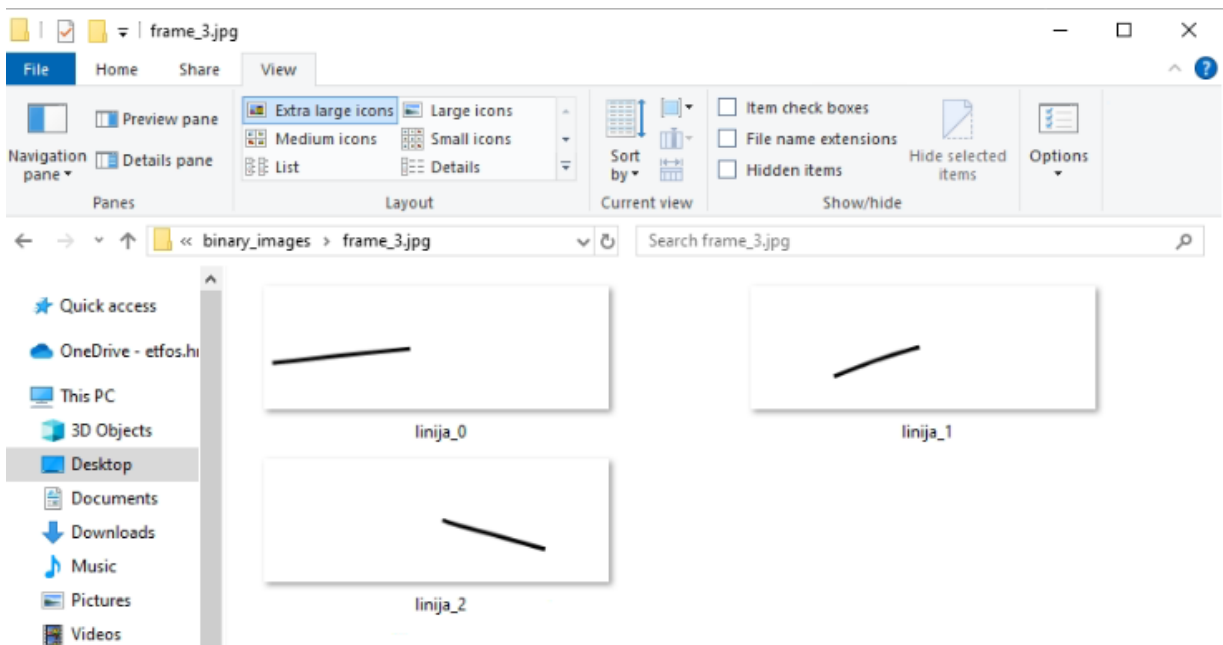 frame_3.jpg
File Home Share View
Preview pane Extra large icons Large icons Item check boxes
Medium icons Small icons File name extensions
Navigation pane Details pane List Details Sort by Hidden items Hide selected items Options
Panes Layout Current view Show/hide
« binary_images › frame_3.jpg Search frame_3.jpg
Quick access
OneDrive - etfos.hr
This PC
3D Objects
Desktop
Documents
Downloads
Music
Pictures
Videos
linija_0 linija_1
linija_2